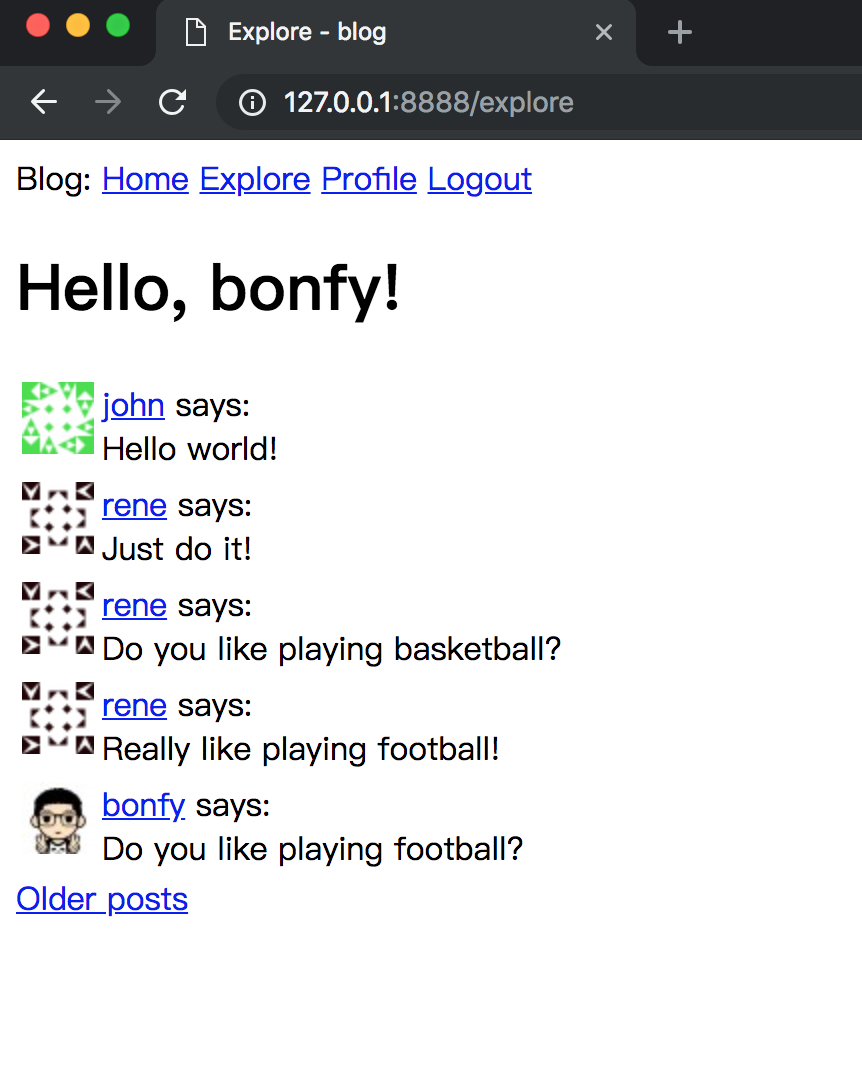 Explore - blog
127.0.0.1:8888/explore
Blog: Home Explore Profile Logout
Hello, bonfy!
john says:
Hello world!
rene says:
Just do it!
rene says:
Do you like playing basketball?
rene says:
Really like playing football!
bonfy says:
Do you like playing football?
Older posts